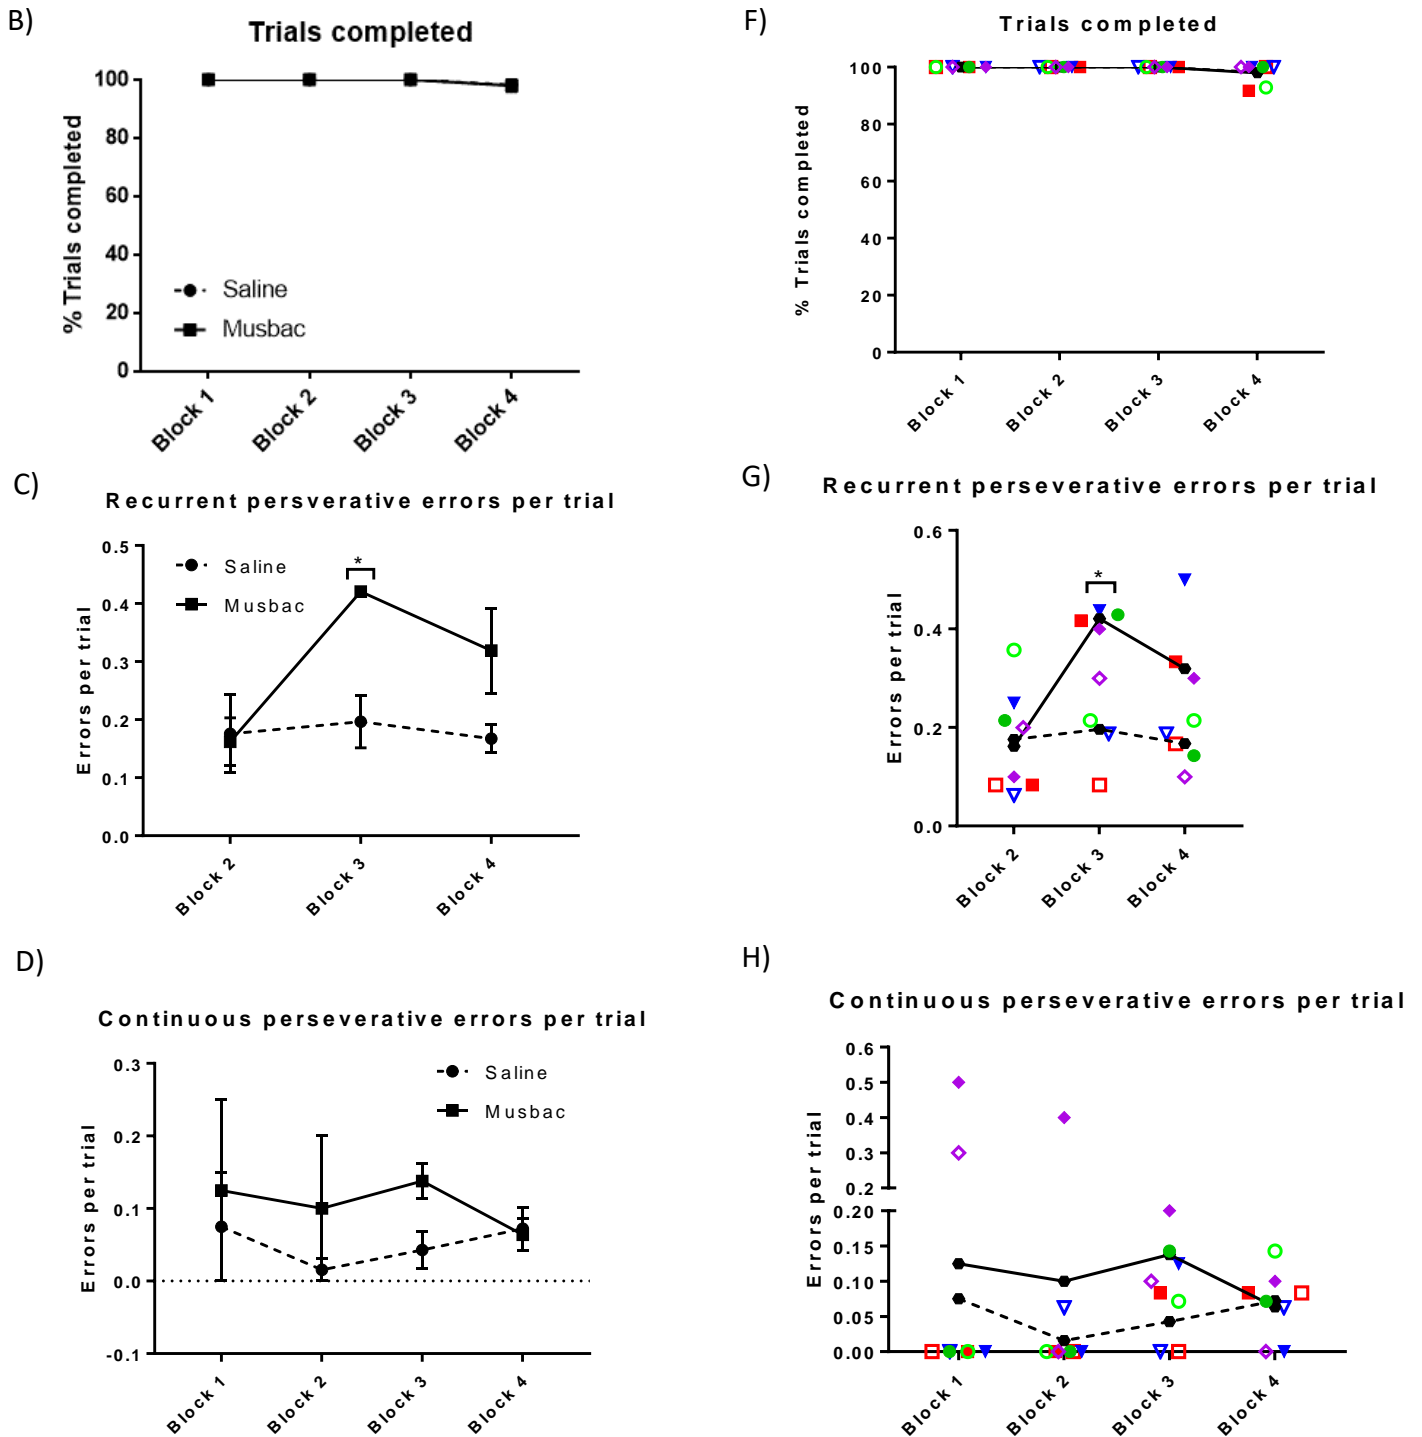 B)
Trials completed
% Trials completed
100
80
60
40
20
0
Saline
Musbac
Block 1
Block 2
Block 3
Block 4
F)
Trials completed
% Trials completed
100
80
60
40
20
0
Block 1
Block 2
Block 3
Block 4
C)
Recurrent persverative errors per trial
Errors per trial
0.5
0.4
0.3
0.2
0.1
0.0
Saline
Musbac
*
Block 2
Block 3
Block 4
G)
Recurrent perseverative errors per trial
Errors per trial
0.6
0.4
0.2
0.0
*
Block 2
Block 3
Block 4
D)
Continuous perseverative errors per trial
Errors per trial
0.3
0.2
0.1
0.0
-0.1
Saline
Musbac
Block 1
Block 2
Block 3
Block 4
H)
Continuous perseverative errors per trial
Errors per trial
0.6
0.5
0.4
0.3
0.2
0.20
0.15
0.10
0.05
0.00
Block 1
Block 2
Block 3
Block 4